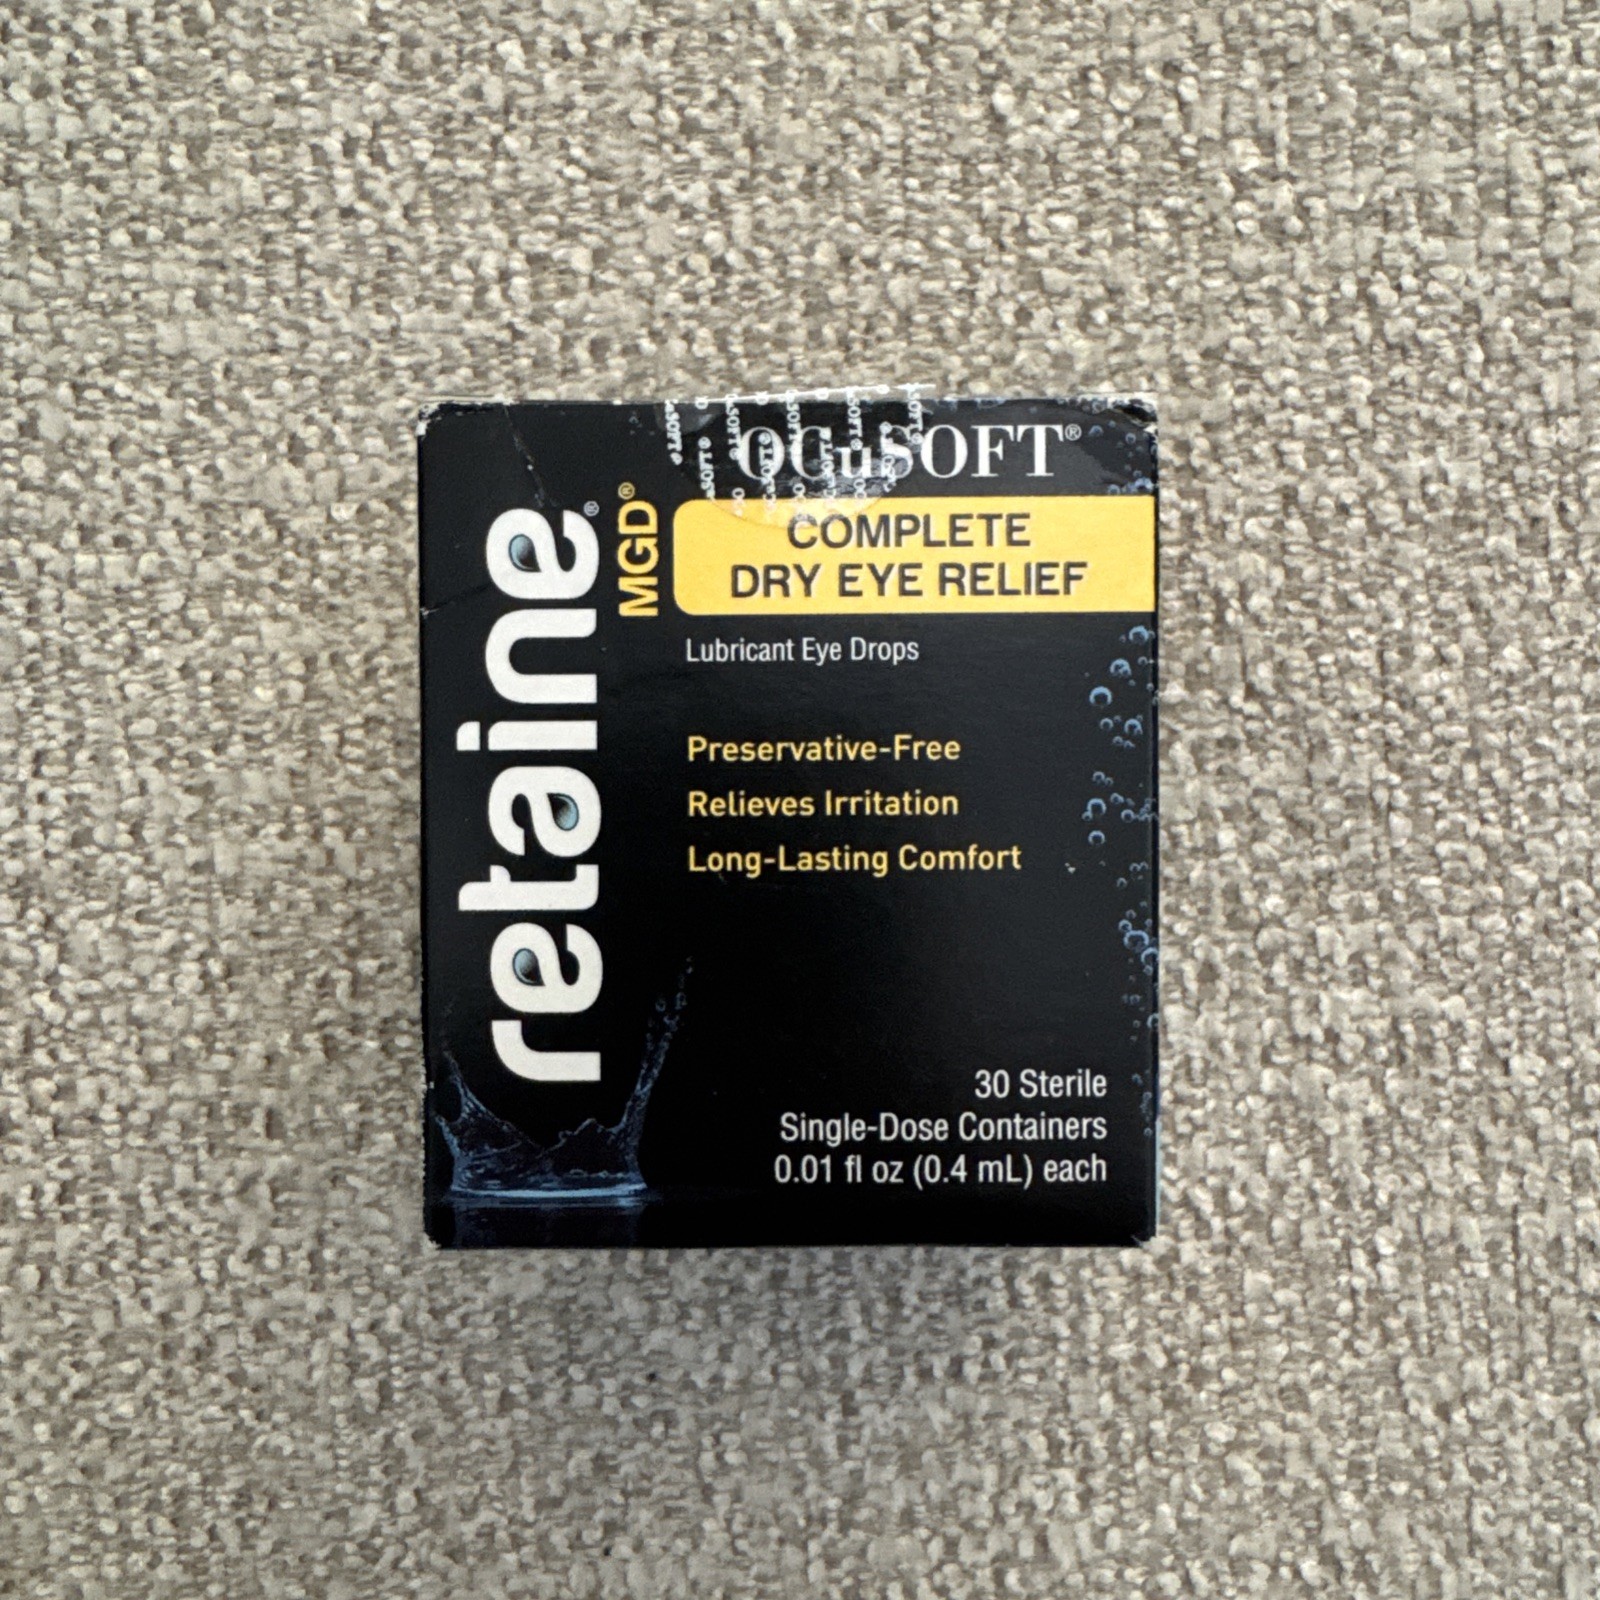 OCuSOFT®
retaine®
MGD®
COMPLETE
DRY EYE RELIEF
Lubricant Eye Drops
Preservative-Free
Relieves Irritation
Long-Lasting Comfort
30 Sterile
Single-Dose Containers
0.01 fl oz (0.4 mL) each